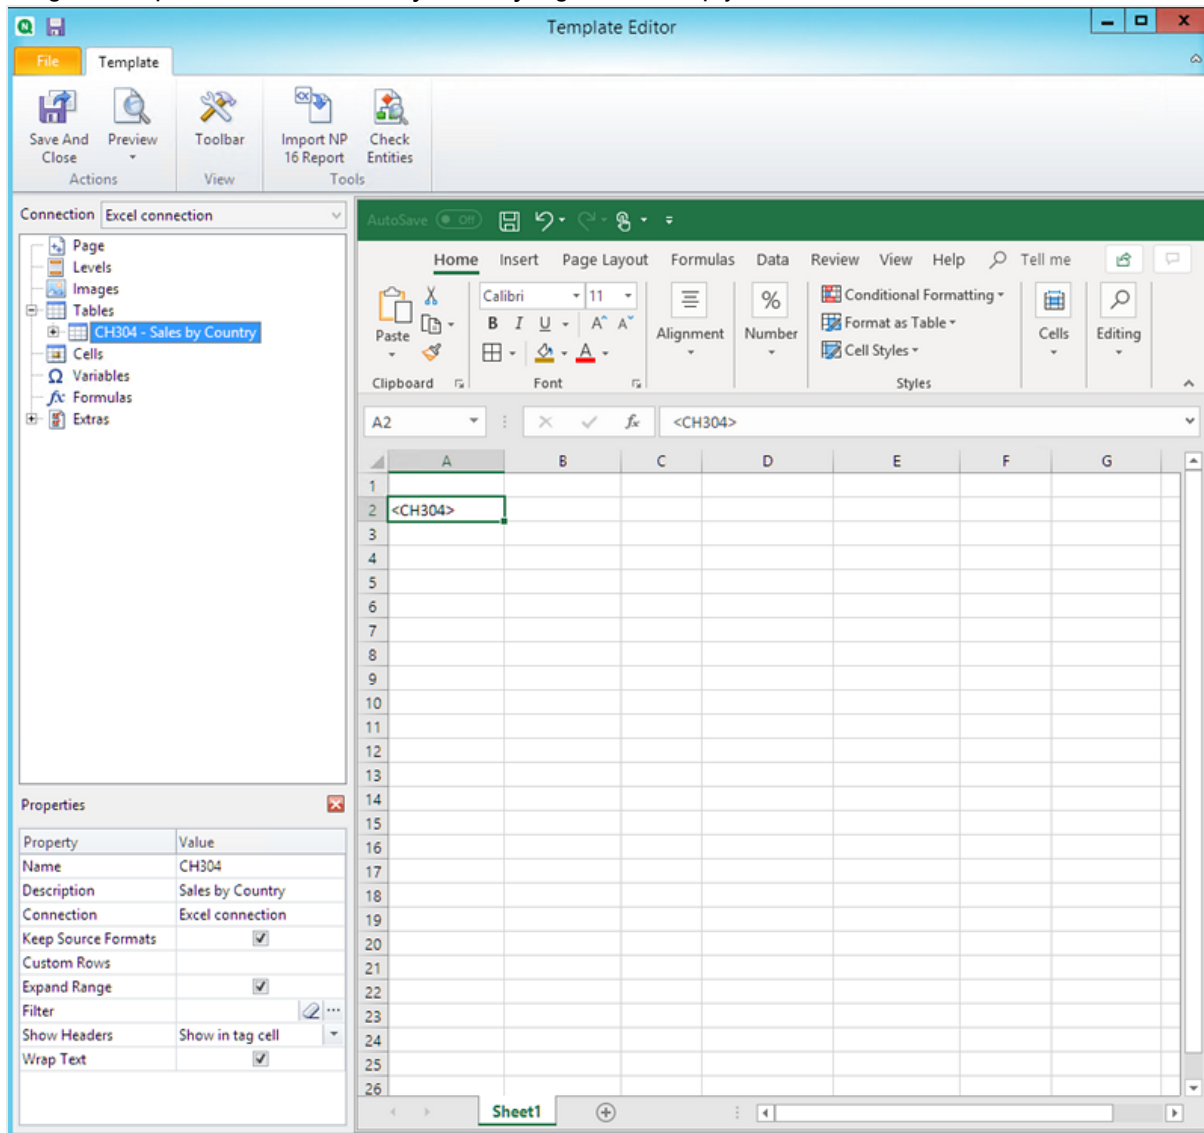 Template Editor
File Template
Save And Close
Preview
Toolbar
Import NP 16 Report
Check Entities
Actions View Tools
Connection Excel connection
Page
Levels
Images
Tables
CH304 - Sales by Country
Cells
Ω Variables
fx Formulas
Extras
Properties
Property Value
Name CH304
Description Sales by Country
Connection Excel connection
Keep Source Formats
Custom Rows
Expand Range
Filter ...
Show Headers Show in tag cell
Wrap Text
AutoSave Off
Home Insert Page Layout Formulas Data Review View Help Tell me
Paste
Calibri 11
B I U A A
A
Alignment
% Number
Conditional Formatting
Format as Table
Cell Styles
Cells
Editing
Clipboard Font Styles
A2 fx <CH304>
A B C D E F G
1
2 <CH304>
3
4
5
6
7
8
9
10
11
12
13
14
15
16
17
18
19
20
21
22
23
24
25
26
Sheet1